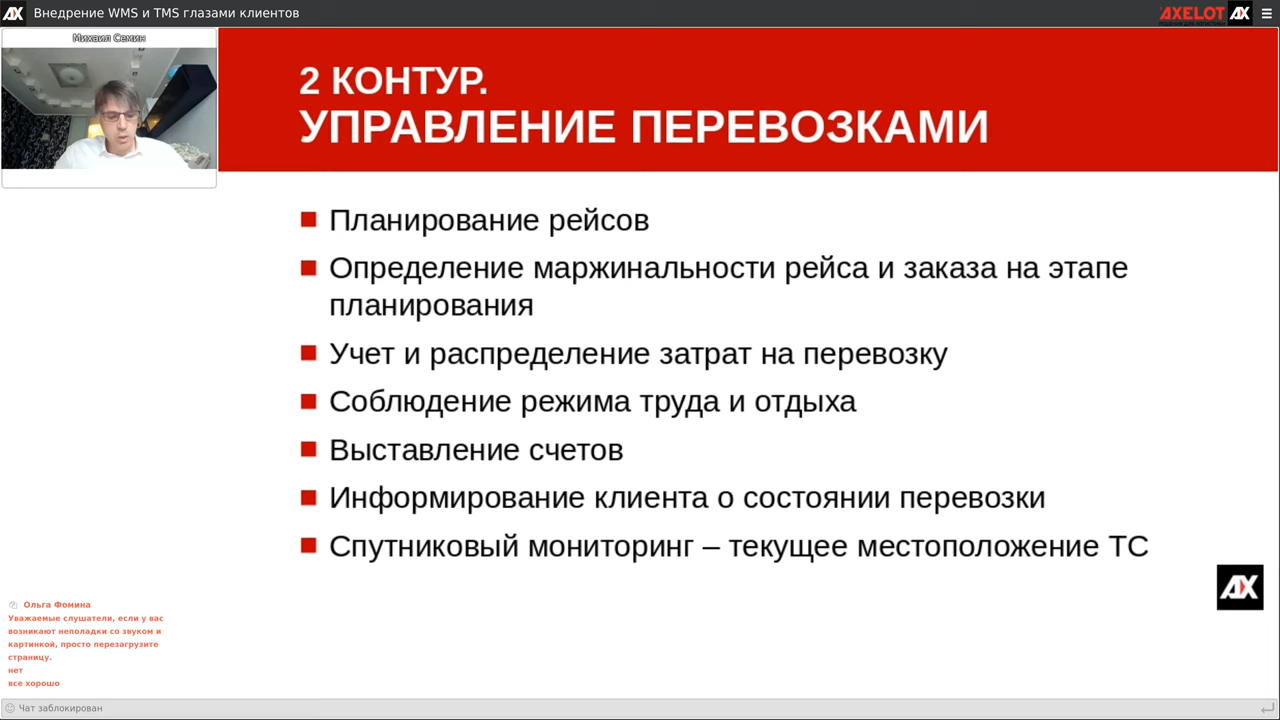 Внедрение WMS и TMS глазами клиентов
AXELOT
AX
Михаил Семин
2 КОНТУР.
УПРАВЛЕНИЕ ПЕРЕВОЗКАМИ
Планирование рейсов
Определение маржинальности рейса и заказа на этапе
планирования
Учет и распределение затрат на перевозку
Соблюдение режима труда и отдыха
Выставление счетов
Информирование клиента о состоянии перевозки
Спутниковый мониторинг – текущее местоположение ТС
AX
Ольга Фомина
Уважаемые слушатели, если у вас
возникают неполадки со звуком и
картинкой, просто перезагрузите
страницу.
нет
все хорошо
Чат заблокирован